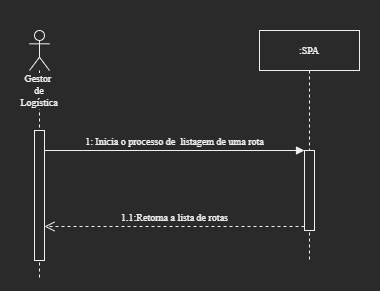 :SPA
Gestor
de
Logística
1: Inicia o processo de listagem de uma rota
1.1:Retorna a lista de rotas